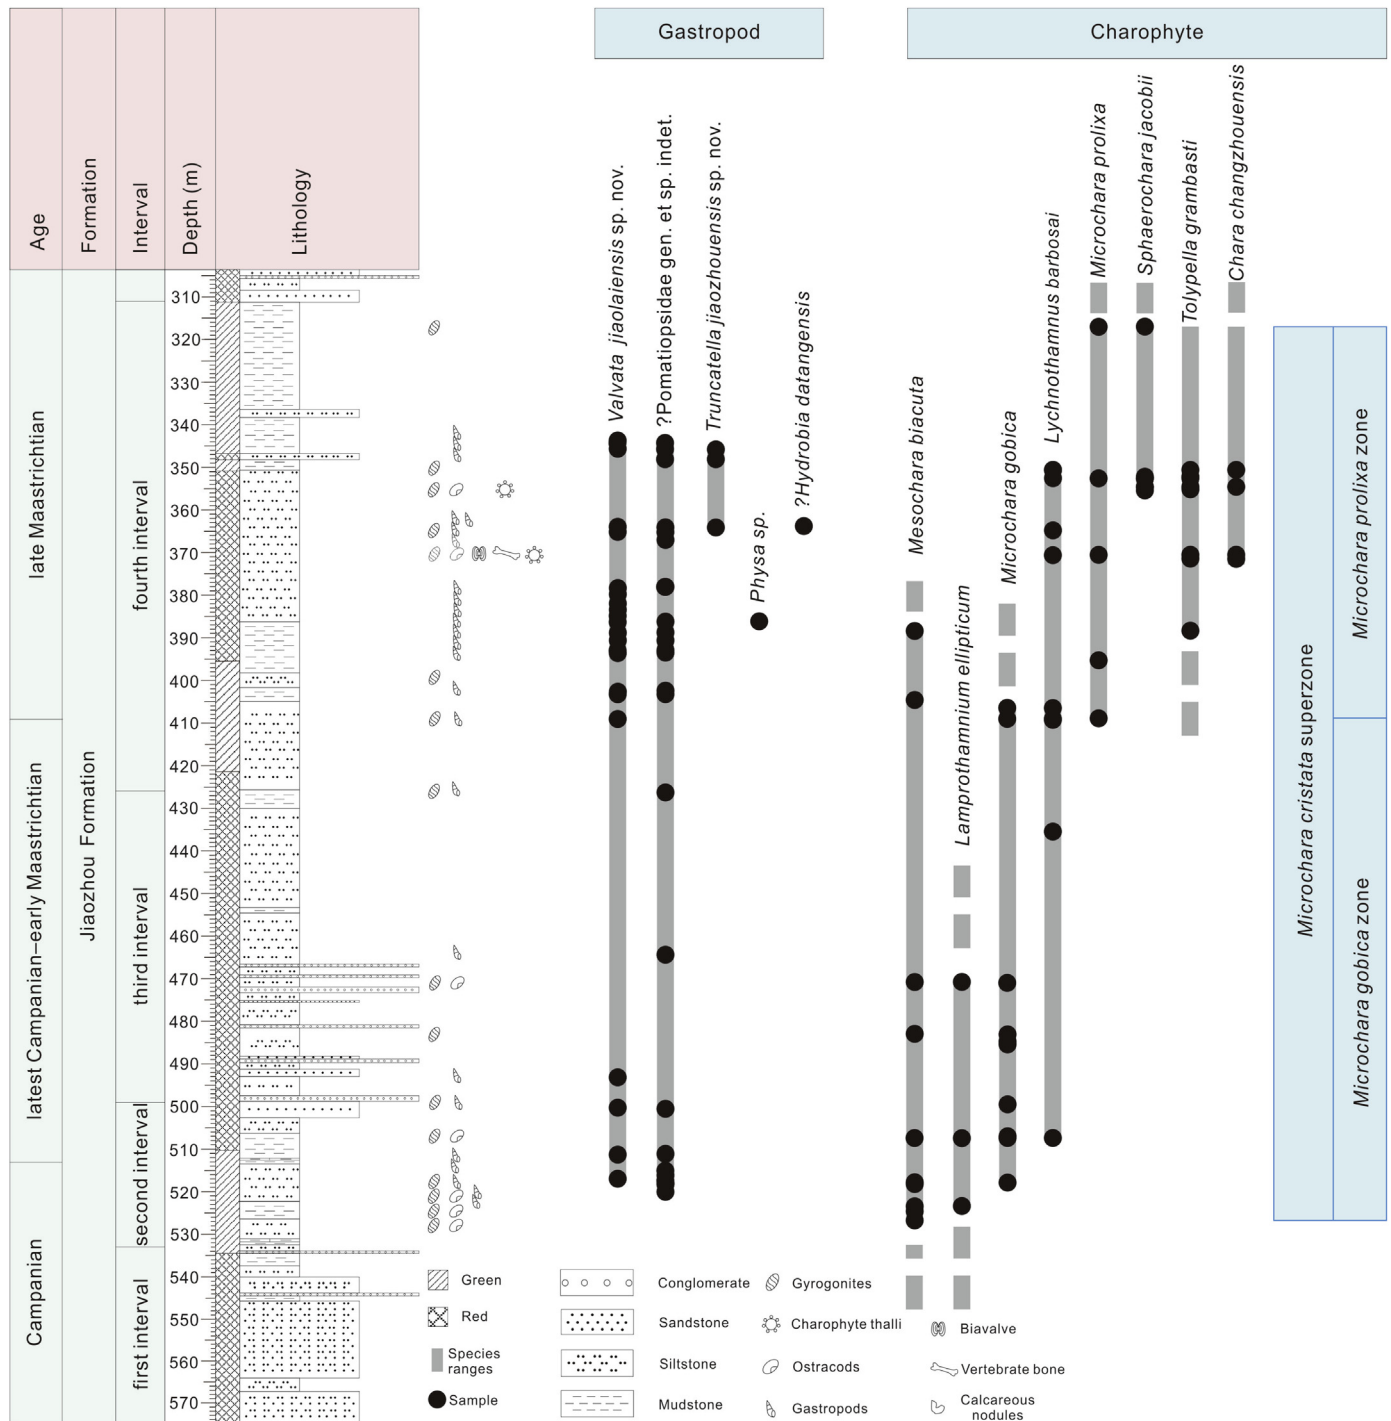 Gastropod
Charophyte
Age
Formation
Interval
Depth (m)
Lithology
Valvata jiaolaiensis sp. nov.
?Pomatiopsidae gen. et sp. indet.
Truncatella jiaozhouensis sp. nov.
Physa sp.
?Hydrobia datangensis
Mesochara biacuta
Lamprothamnium ellipticum
Microchara gobica
Lychnothamnus barbosai
Microchara prolixa
Sphaerochara jacobii
Tolypella grambasti
Chara changzhouensis
late Maastrichtian
latest Campanian–early Maastrichtian
Campanian
Jiaozhou Formation
fourth interval
third interval
second interval
first interval
310
320
330
340
350
360
370
380
390
400
410
420
430
440
450
460
470
480
490
500
510
520
530
540
550
560
570
Microchara cristata superzone
Microchara prolixa zone
Microchara gobica zone
Green
Red
Species
ranges
Sample
Conglomerate
Sandstone
Siltstone
Mudstone
Gyrogonites
Charophyte thalli
Ostracods
Gastropods
Biavalve
Vertebrate bone
Calcareous
nodules